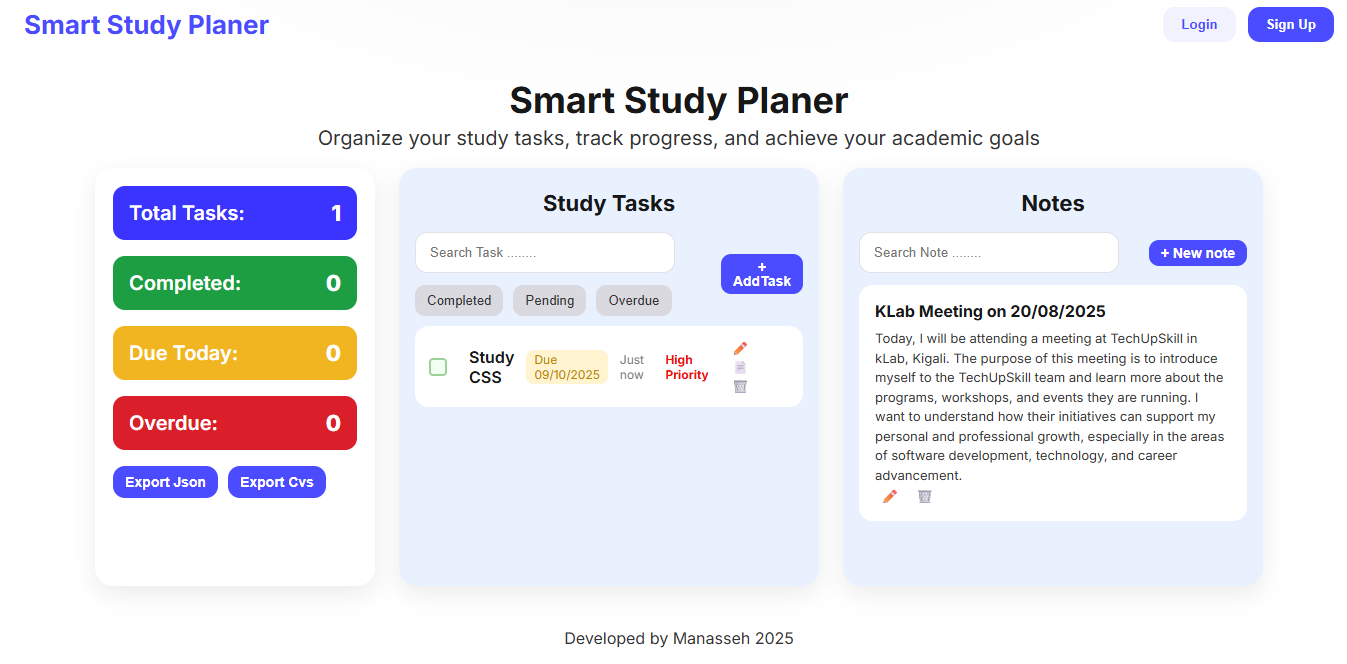 Smart Study Planer
Login
Sign Up
Smart Study Planer
Organize your study tasks, track progress, and achieve your academic goals
Total Tasks: 1
Completed: 0
Due Today: 0
Overdue: 0
Export Json
Export Cvs
Study Tasks
Search Task ........
+
AddTask
Completed
Pending
Overdue
Study
CSS
Due
09/10/2025
Just
now
High
Priority
Notes
Search Note ........
+ New note
KLab Meeting on 20/08/2025
Today, I will be attending a meeting at TechUpSkill in
kLab, Kigali. The purpose of this meeting is to introduce
myself to the TechUpSkill team and learn more about the
programs, workshops, and events they are running. I
want to understand how their initiatives can support my
personal and professional growth, especially in the areas
of software development, technology, and career
advancement.
Developed by Manasseh 2025